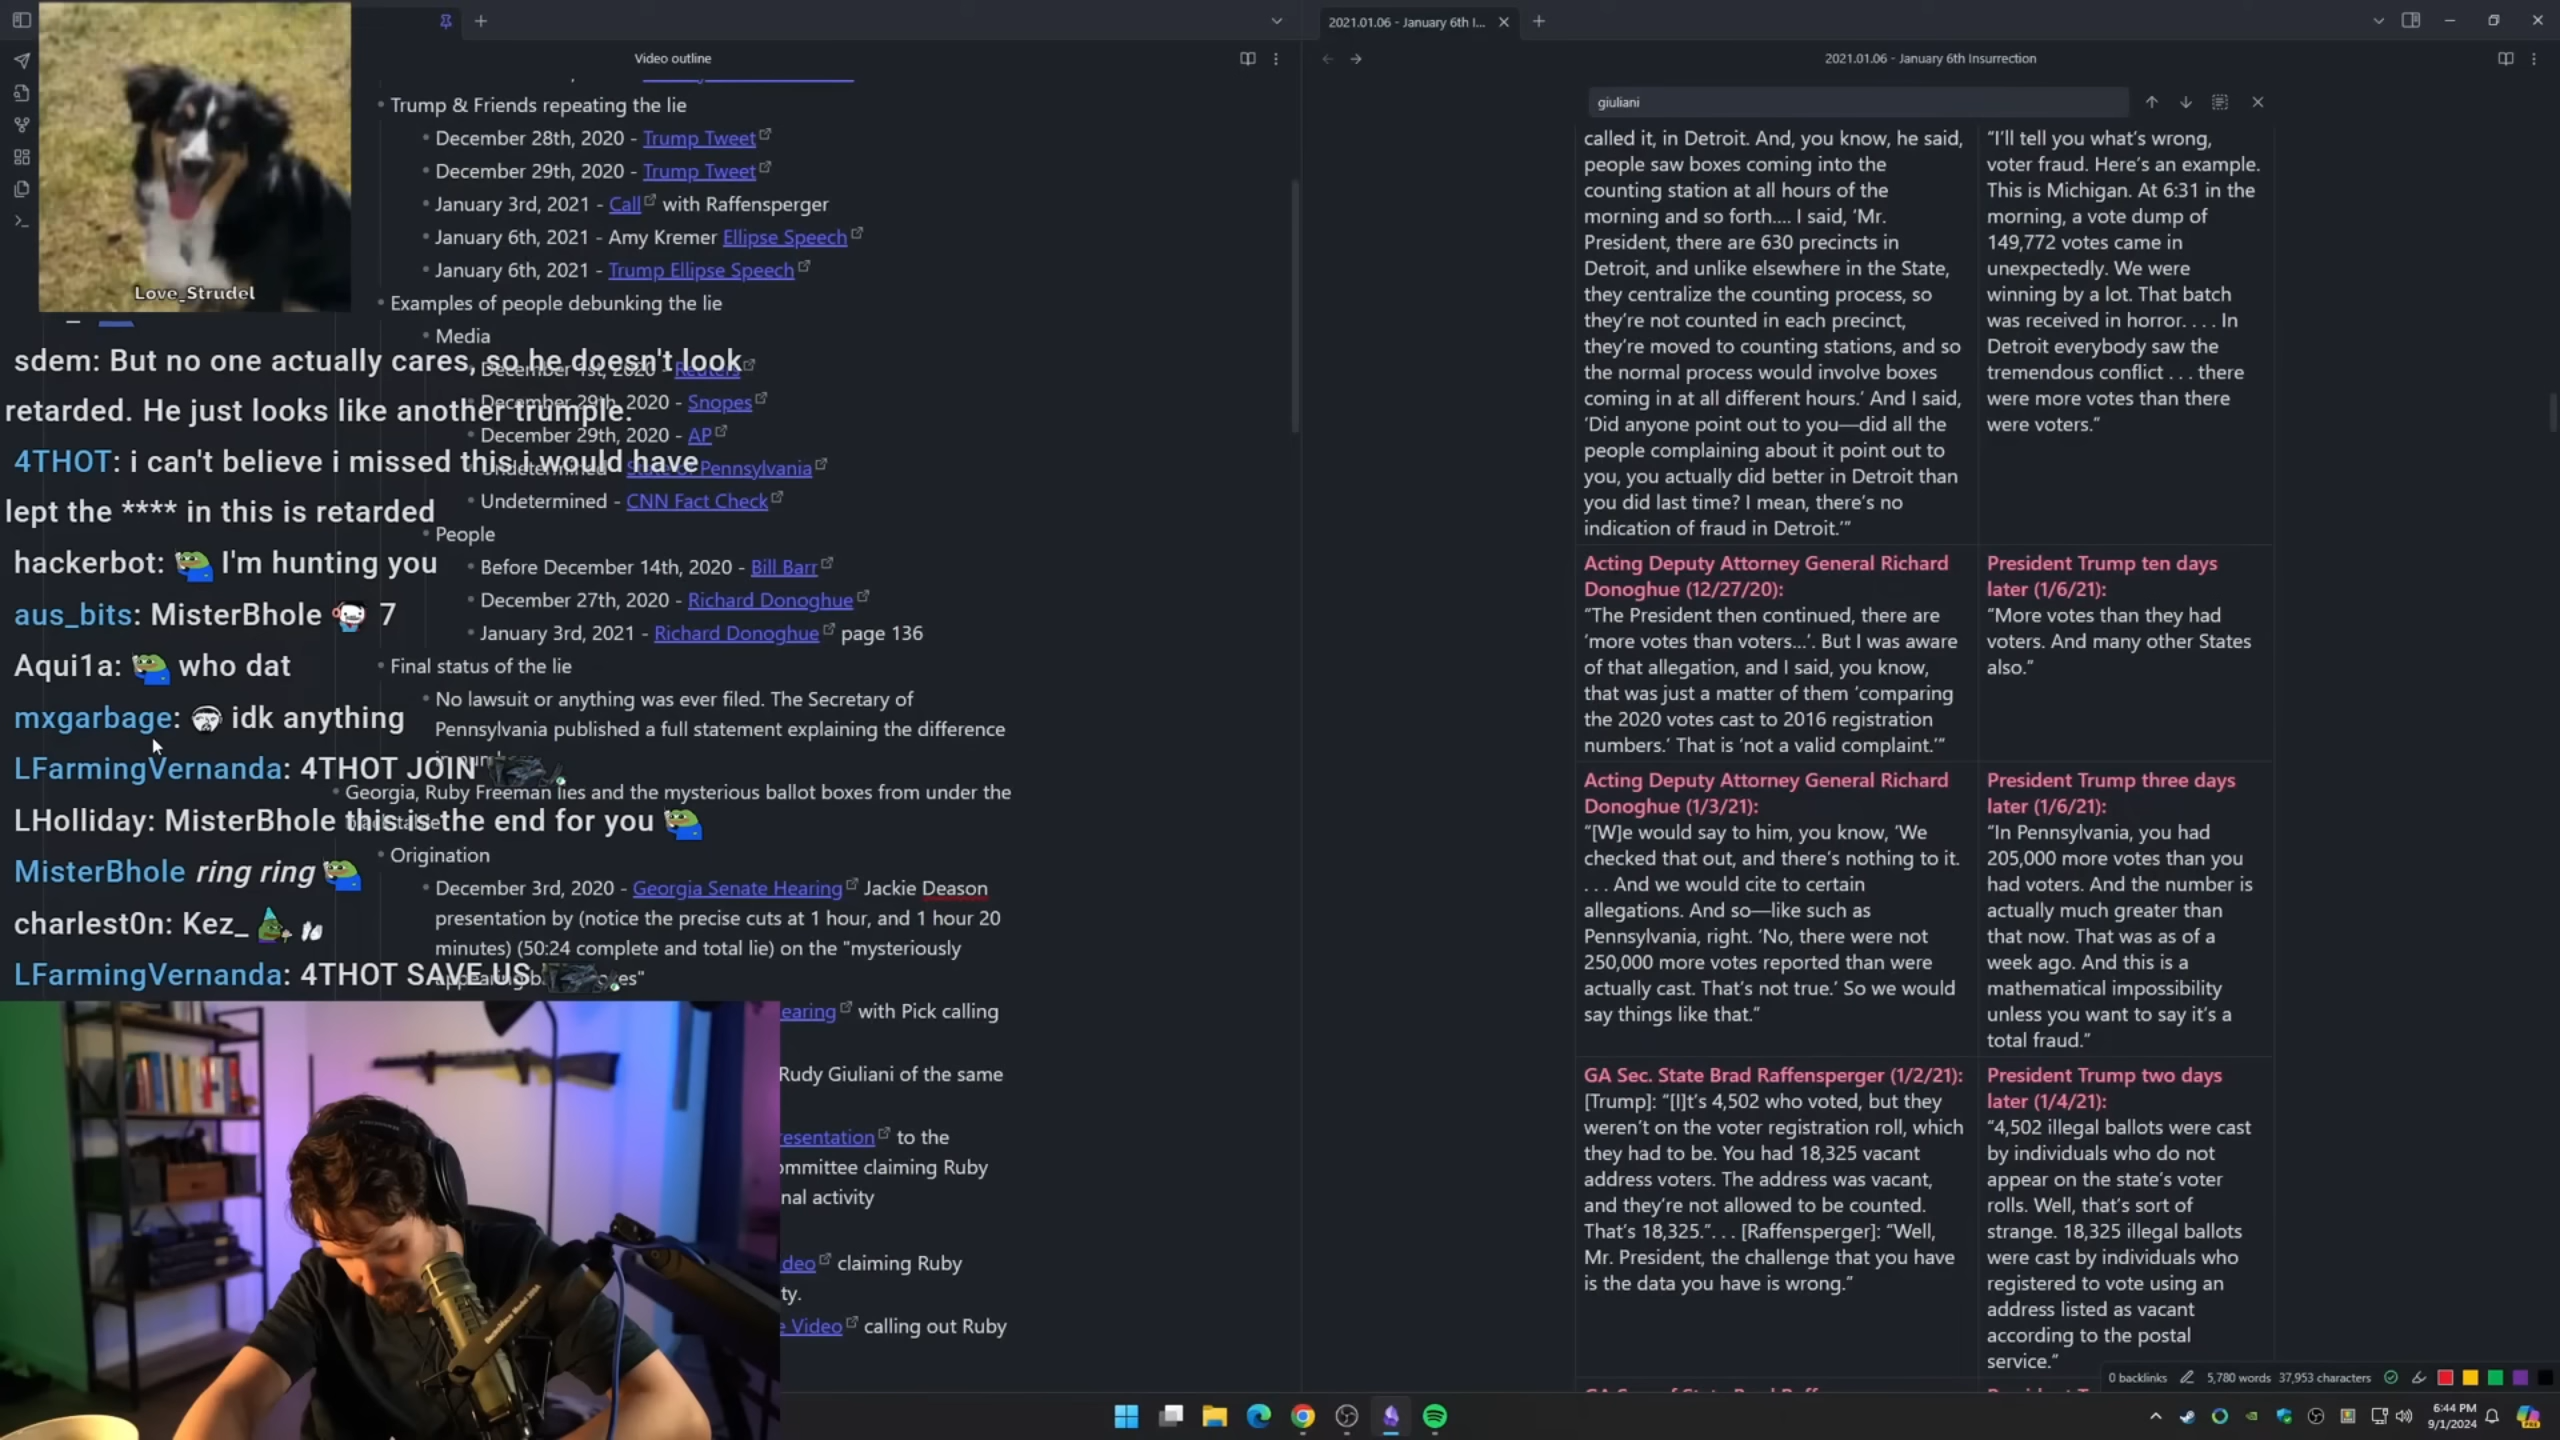 Video outline
Trump & Friends repeating the lie
December 28th, 2020 - Trump Tweet
December 29th, 2020 - Trump Tweet
January 3rd, 2021 - Call with Raffensperger
January 6th, 2021 - Amy Kremer Ellipse Speech
January 6th, 2021 - Trump Ellipse Speech
Examples of people debunking the lie
Media
December 1st, 2020 - Reuters
December 29th, 2020 - Snopes
December 29th, 2020 - AP
Undetermined - State of Pennsylvania
Undetermined - CNN Fact Check
People
Before December 14th, 2020 - Bill Barr
December 27th, 2020 - Richard Donoghue
January 3rd, 2021 - Richard Donoghue page 136
Final status of the lie
No lawsuit or anything was ever filed. The Secretary of
Pennsylvania published a full statement explaining the difference
Georgia, Ruby Freeman lies and the mysterious ballot boxes from under the
Origination
December 3rd, 2020 - Georgia Senate Hearing Jackie Deason
presentation by (notice the precise cuts at 1 hour, and 1 hour 20
minutes) (50:24 complete and total lie) on the "mysteriously
appearing
earing with Pick calling
Rudy Giuliani of the same
resentation to the
ommittee claiming Ruby
nal activity
deo claiming Ruby
ty.
e Video calling out Ruby
Love_Strudel
sdem: But no one actually cares, so he doesn't look
retarded. He just looks like another trumple.
4THOT: i can't believe i missed this i would have
lept the **** in this is retarded
hackerbot: I'm hunting you
aus_bits: MisterBhole 7
Aqui1a: who dat
mxgarbage: idk anything
LFarmingVernanda: 4THOT JOIN
LHolliday: MisterBhole this is the end for you
MisterBhole ring ring
charlest0n: Kez_
LFarmingVernanda: 4THOT SAVE US
2021.01.06 - January 6th I...
2021.01.06 - January 6th Insurrection
giuliani
called it, in Detroit. And, you know, he said,
people saw boxes coming into the
counting station at all hours of the
morning and so forth.... I said, 'Mr.
President, there are 630 precincts in
Detroit, and unlike elsewhere in the State,
they centralize the counting process, so
they're not counted in each precinct,
they're moved to counting stations, and so
the normal process would involve boxes
coming in at all different hours.' And I said,
'Did anyone point out to you—did all the
people complaining about it point out to
you, you actually did better in Detroit than
you did last time? I mean, there's no
indication of fraud in Detroit.'"
"I'll tell you what's wrong,
voter fraud. Here's an example.
This is Michigan. At 6:31 in the
morning, a vote dump of
149,772 votes came in
unexpectedly. We were
winning by a lot. That batch
was received in horror. . . . In
Detroit everybody saw the
tremendous conflict . . . there
were more votes than there
were voters."
Acting Deputy Attorney General Richard
Donoghue (12/27/20):
"The President then continued, there are
'more votes than voters...'. But I was aware
of that allegation, and I said, you know,
that was just a matter of them 'comparing
the 2020 votes cast to 2016 registration
numbers.' That is 'not a valid complaint.'"
President Trump ten days
later (1/6/21):
"More votes than they had
voters. And many other States
also."
Acting Deputy Attorney General Richard
Donoghue (1/3/21):
"[W]e would say to him, you know, 'We
checked that out, and there's nothing to it.
. . . And we would cite to certain
allegations. And so—like such as
Pennsylvania, right. 'No, there were not
250,000 more votes reported than were
actually cast. That's not true.' So we would
say things like that."
President Trump three days
later (1/6/21):
"In Pennsylvania, you had
205,000 more votes than you
had voters. And the number is
actually much greater than
that now. That was as of a
week ago. And this is a
mathematical impossibility
unless you want to say it's a
total fraud."
GA Sec. State Brad Raffensperger (1/2/21):
[Trump]: "[I]t's 4,502 who voted, but they
weren't on the voter registration roll, which
they had to be. You had 18,325 vacant
address voters. The address was vacant,
and they're not allowed to be counted.
That's 18,325.". . . [Raffensperger]: "Well,
Mr. President, the challenge that you have
is the data you have is wrong."
President Trump two days
later (1/4/21):
"4,502 illegal ballots were cast
by individuals who do not
appear on the state's voter
rolls. Well, that's sort of
strange. 18,325 illegal ballots
were cast by individuals who
registered to vote using an
address listed as vacant
according to the postal
service."
0 backlinks 5,780 words 37,953 characters
6:44 PM
9/1/2024